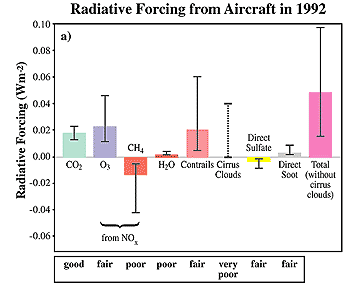 Radiative Forcing from Aircraft in 1992
a)
Radiative Forcing (Wm-2)
0.10
0.08
0.06
0.04
0.02
0.00
-0.02
-0.04
-0.06
CO2
O3
CH4
H2O
Contrails
Cirrus
Clouds
Direct
Sulfate
Direct
Soot
Total
(without
cirrus
clouds)
from NOx
good fair poor poor fair very
poor fair fair